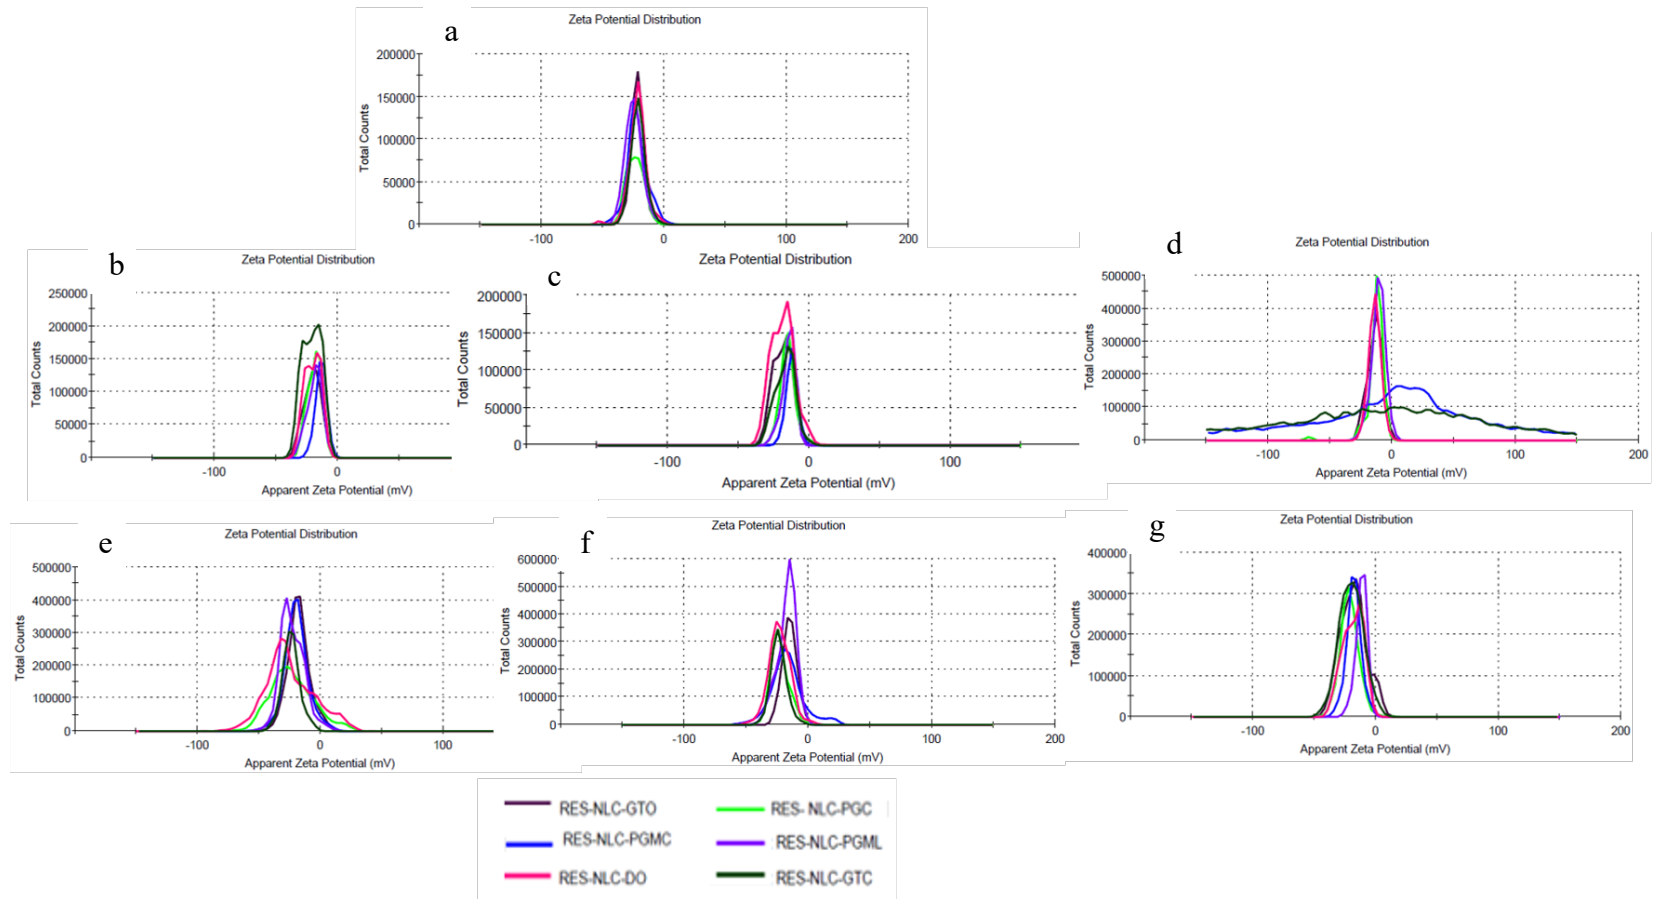 Zeta Potential Distribution
a
200000
150000
100000
50000
0
Total Counts
-100 0 100 200
Zeta Potential Distribution
b
250000
200000
150000
100000
50000
0
Total Counts
-100 0
Apparent Zeta Potential (mV)
Zeta Potential Distribution
c
200000
150000
100000
50000
0
Total Counts
-100 0 100
Apparent Zeta Potential (mV)
Zeta Potential Distribution
d
500000
400000
300000
200000
100000
0
Total Counts
-100 0 100 200
Apparent Zeta Potential (mV)
Zeta Potential Distribution
e
500000
400000
300000
200000
100000
0
Total Counts
-100 0 100
Apparent Zeta Potential (mV)
Zeta Potential Distribution
f
600000
500000
400000
300000
200000
100000
0
Total Counts
-100 0 100 200
Apparent Zeta Potential (mV)
Zeta Potential Distribution
g
400000
300000
200000
100000
0
Total Counts
-100 0 100 200
Apparent Zeta Potential (mV)
RES-NLC-GTO RES- NLC-PGC
RES-NLC-PGMC RES-NLC-PGML
RES-NLC-DO RES-NLC-GTC